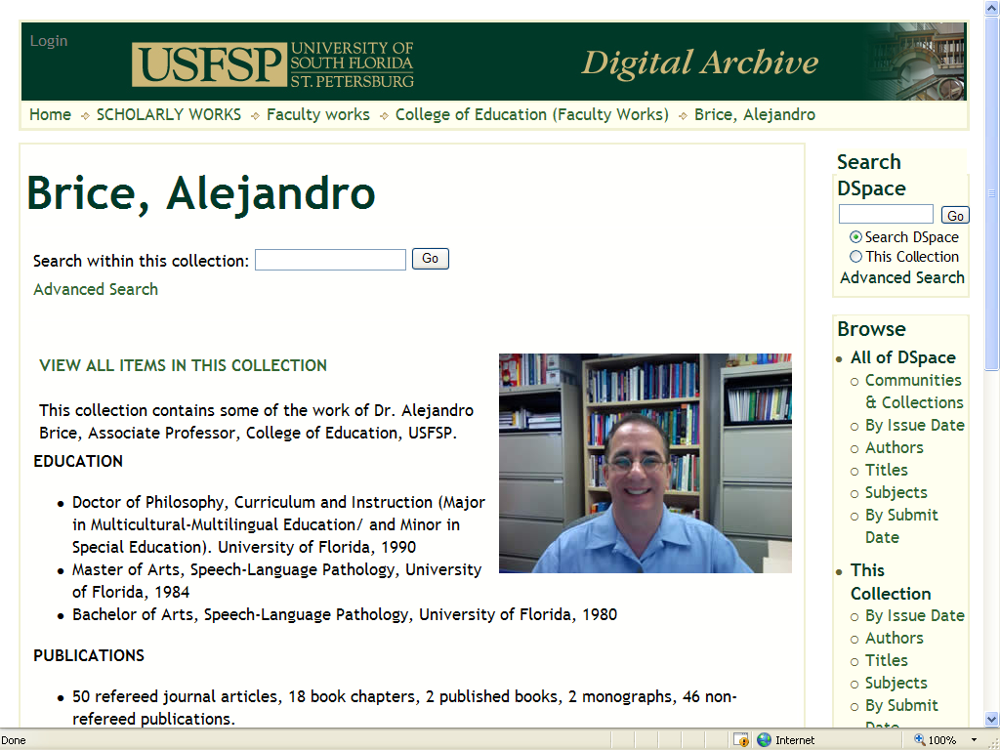 Login
USFSP
UNIVERSITY OF
SOUTH FLORIDA
ST. PETERSBURG
Digital Archive
Home SCHOLARLY WORKS Faculty works College of Education (Faculty Works) Brice, Alejandro
Brice, Alejandro
Search within this collection: Go
Advanced Search
VIEW ALL ITEMS IN THIS COLLECTION
This collection contains some of the work of Dr. Alejandro
Brice, Associate Professor, College of Education, USFSP.
EDUCATION
Doctor of Philosophy, Curriculum and Instruction (Major
in Multicultural-Multilingual Education/ and Minor in
Special Education). University of Florida, 1990
Master of Arts, Speech-Language Pathology, University
of Florida, 1984
Bachelor of Arts, Speech-Language Pathology, University of Florida, 1980
PUBLICATIONS
50 refereed journal articles, 18 book chapters, 2 published books, 2 monographs, 46 non-
refereed publications.
Search
DSpace
Go
Search DSpace
This Collection
Advanced Search
Browse
All of DSpace
Communities
& Collections
By Issue Date
Authors
Titles
Subjects
By Submit
Date
This
Collection
By Issue Date
Authors
Titles
Subjects
By Submit
Date
Done Internet 100%